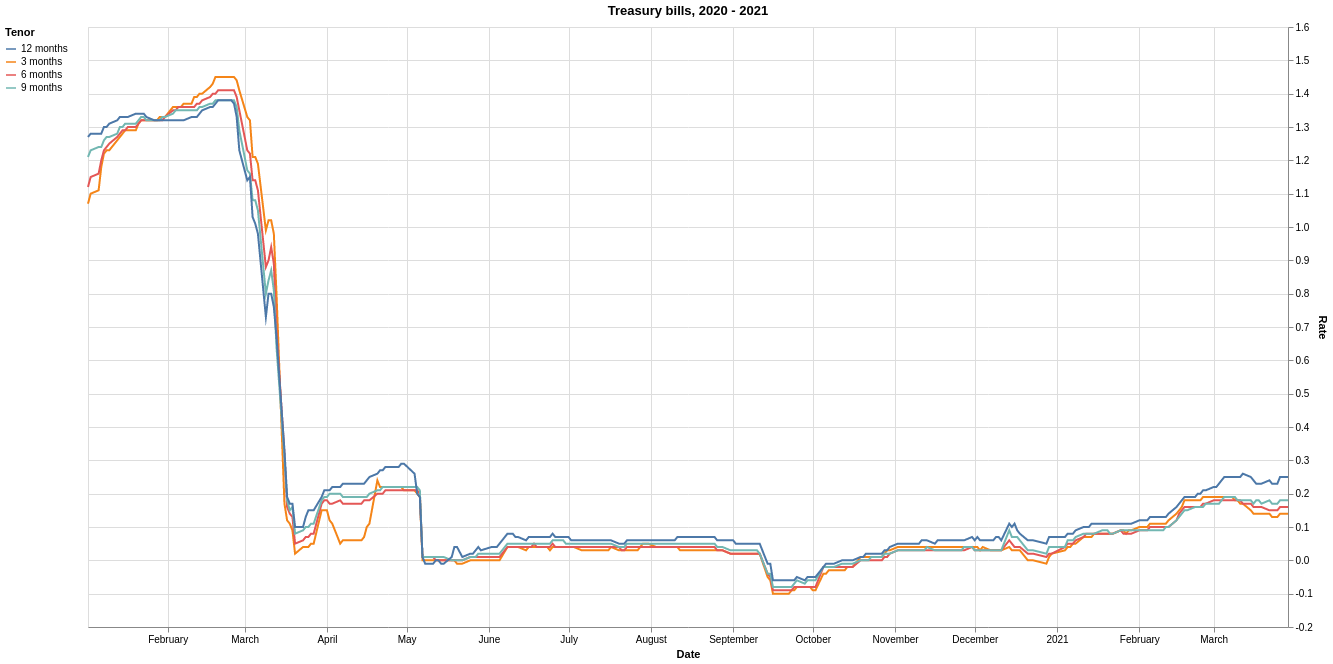 Treasury bills, 2020 - 2021
Tenor
12 months
3 months
6 months
9 months
1.6
1.5
1.4
1.3
1.2
1.1
1.0
0.9
0.8
0.7
0.6
0.5
0.4
0.3
0.2
0.1
0.0
-0.1
-0.2
Rate
February March April May June July August September October November December 2021 February March
Date